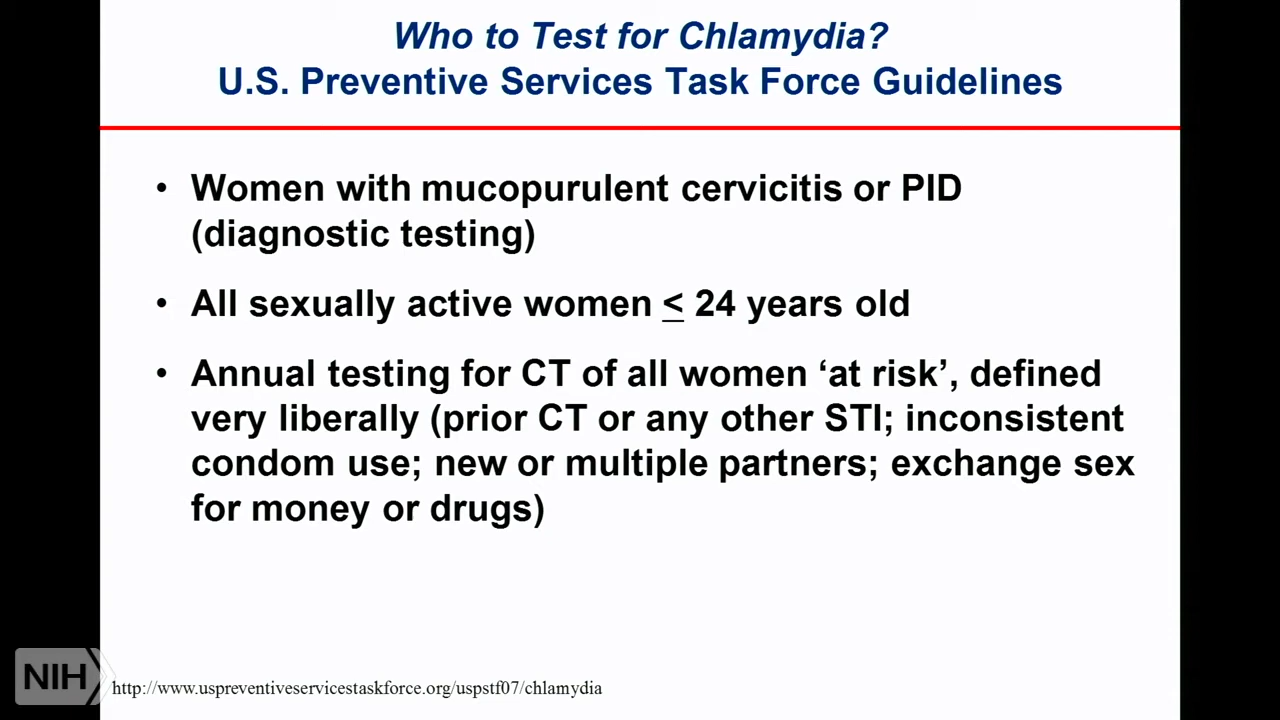 Who to Test for Chlamydia?
U.S. Preventive Services Task Force Guidelines
• Women with mucopurulent cervicitis or PID
(diagnostic testing)
• All sexually active women ≤ 24 years old
• Annual testing for CT of all women ‘at risk’, defined
very liberally (prior CT or any other STI; inconsistent
condom use; new or multiple partners; exchange sex
for money or drugs)
NIH
http://www.uspreventiveservicestaskforce.org/uspstf07/chlamydia